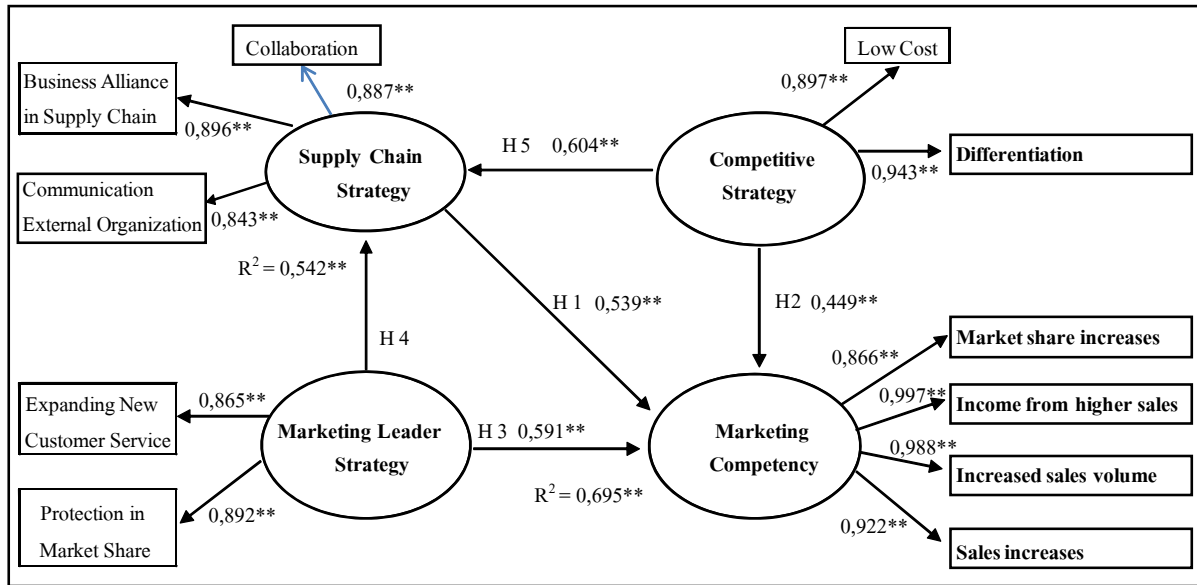 Collaboration
Low Cost
Business Alliance
in Supply Chain
0,887**
0,897**
0,896**
Supply Chain
Strategy
H 5 0,604**
Competitive
Strategy
Differentiation
0,943**
Communication
External Organization
0,843**
R² = 0,542**
H 1 0,539**
H2 0,449**
H 4
Market share increases
0,866**
Expanding New
Customer Service
0,865**
Marketing Leader
Strategy
H 3 0,591**
Marketing
Competency
0,997**
Income from higher sales
0,988**
Increased sales volume
R² = 0,695**
Protection in
Market Share
0,892**
0,922**
Sales increases